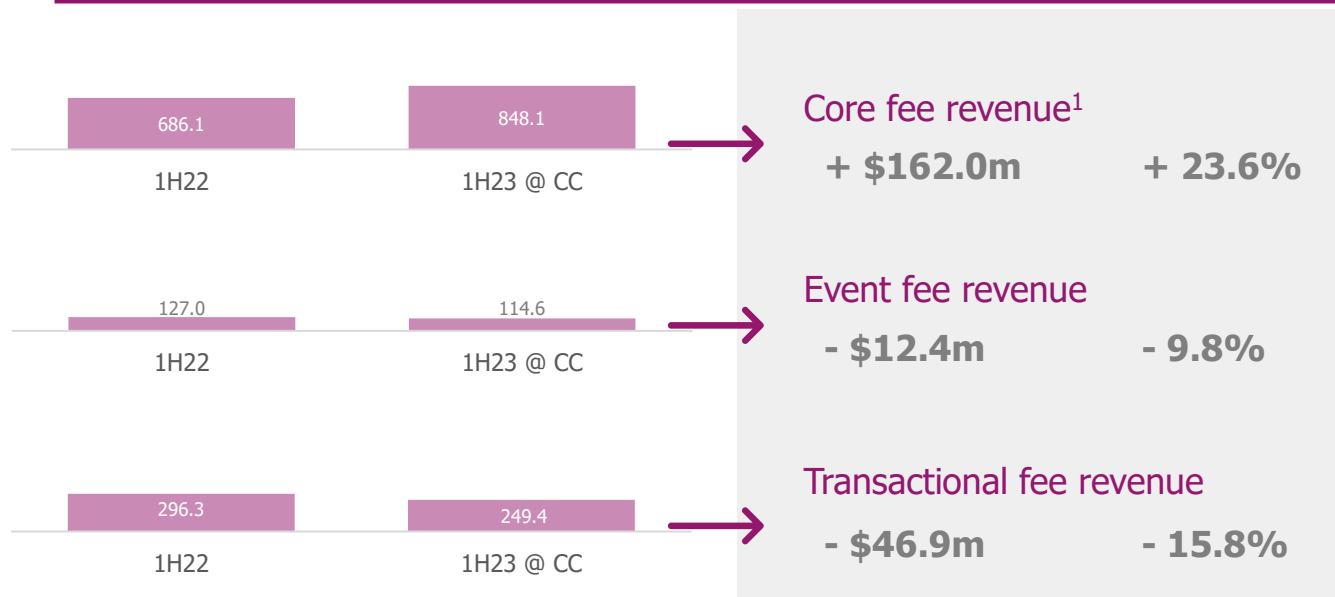 686.1 848.1
1H22 1H23 @ CC
Core fee revenue1
+ $162.0m + 23.6%
127.0 114.6
1H22 1H23 @ CC
Event fee revenue
- $12.4m - 9.8%
296.3 249.4
1H22 1H23 @ CC
Transactional fee revenue
- $46.9m - 15.8%